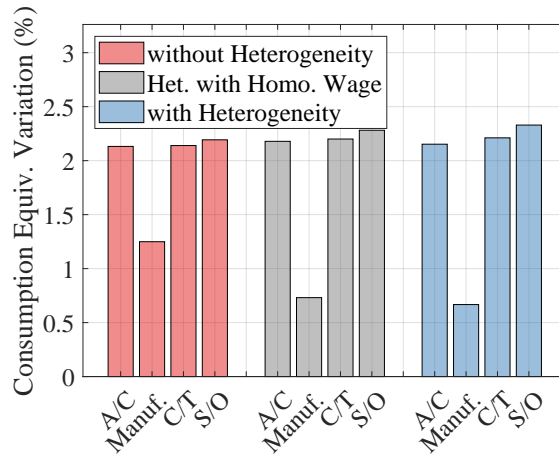 Consumption Equiv. Variation (%)
3
2.5
2
1.5
1
0.5
0
without Heterogeneity
Het. with Homo. Wage
with Heterogeneity
A/C
Manuf.
C/T
S/O
A/C
Manuf.
C/T
S/O
A/C
Manuf.
C/T
S/O